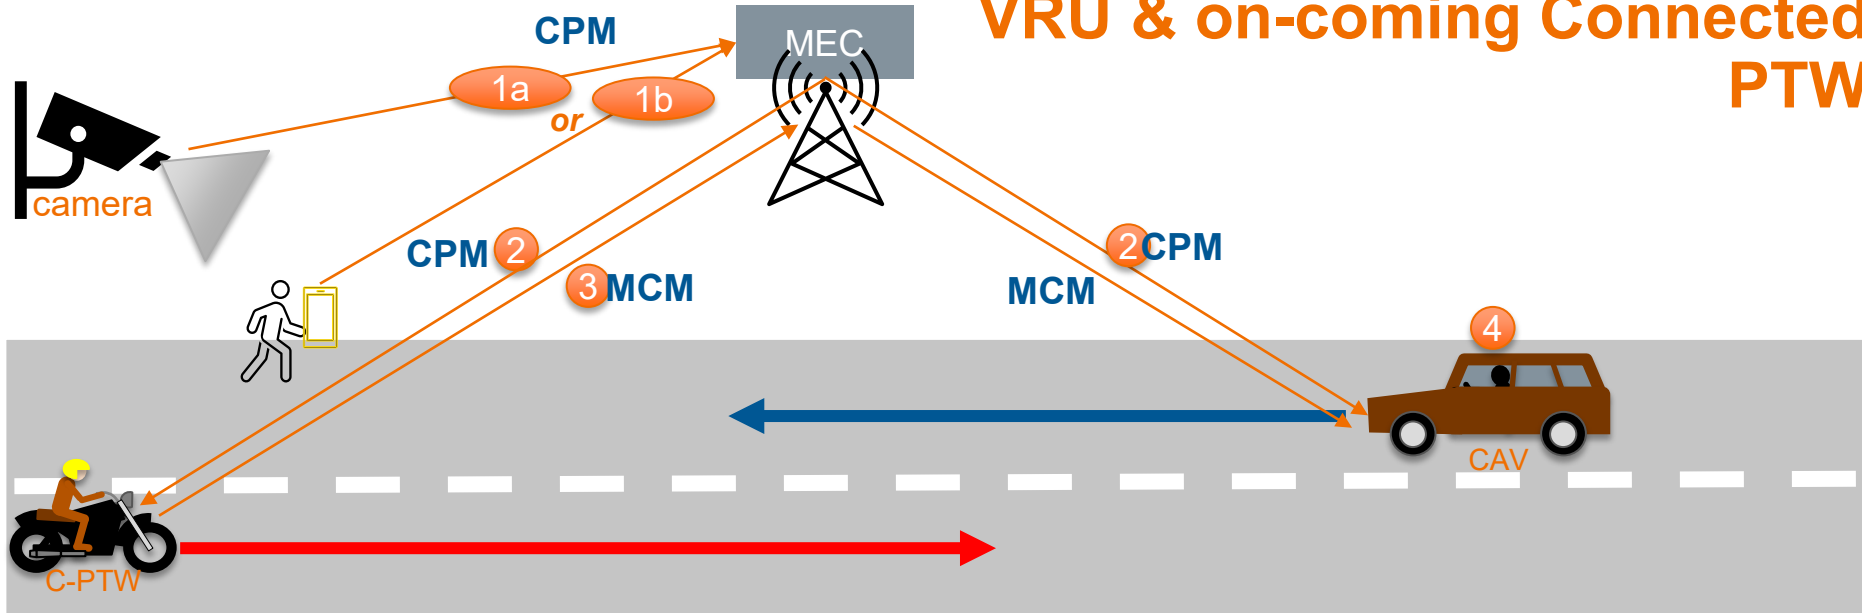 VRU & on-coming Connected
PTW
CPM
MEC
1a
1b
or
camera
CPM
2
3
MCM
2
CPM
MCM
4
CAV
C-PTW